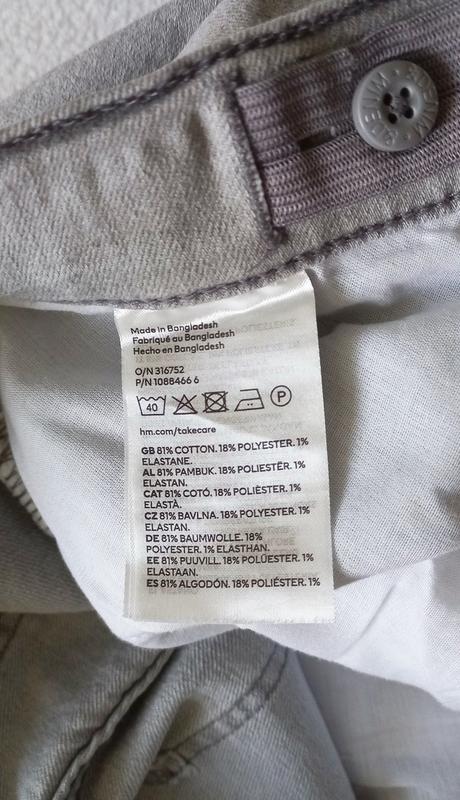 Made in Bangladesh
Fabriqué au Bangladesh
Hecho en Bangladesh
O/N 316752
P/N 1088466 6
40
P
hm.com/takecare
GB 81% COTTON. 18% POLYESTER. 1%
ELASTANE.
AL 81% PAMBUK. 18% POLIESTËR. 1%
ELASTAN.
CAT 81% COTÓ. 18% POLIÈSTER. 1%
ELASTÀ.
CZ 81% BAVLNA. 18% POLYESTER. 1%
ELASTAN.
DE 81% BAUMWOLLE. 18%
POLYESTER. 1% ELASTHAN.
EE 81% PUUVILL. 18% POLÜESTER. 1%
ELASTAAN.
ES 81% ALGODÓN. 18% POLIÉSTER. 1%